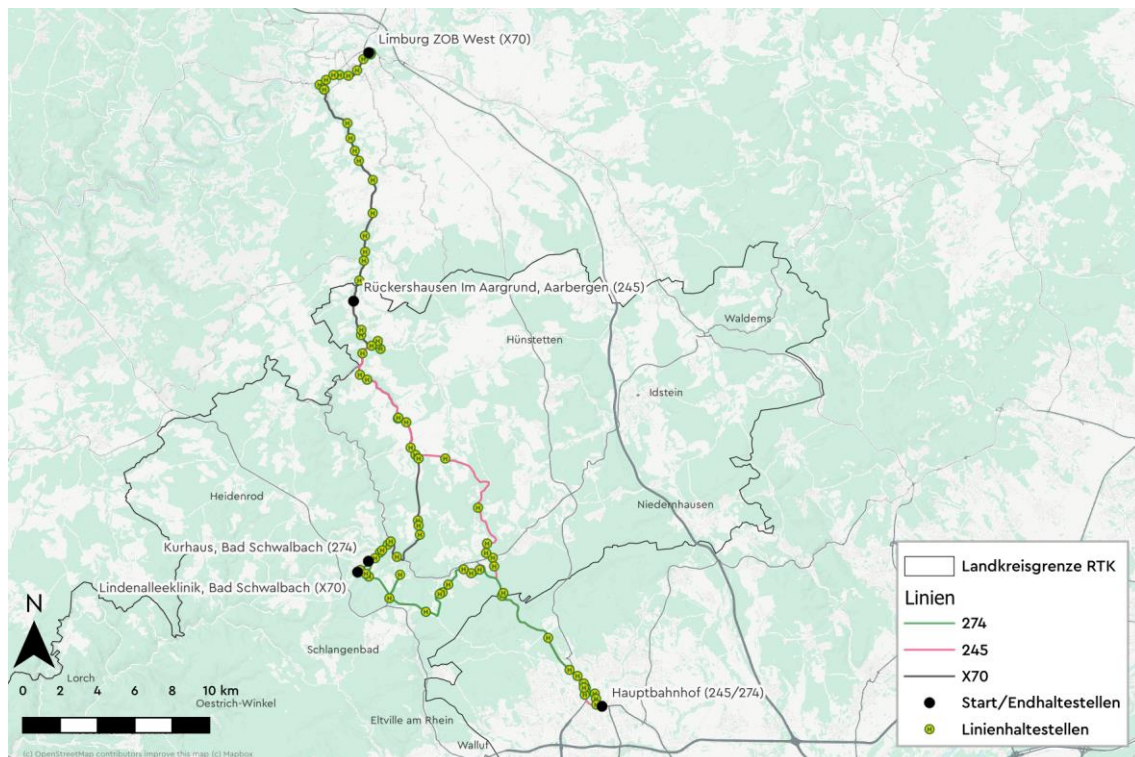 Limburg ZOB West (X70)
Rückershausen Im Aargrund, Aarbergen (245)
Waldems
Hünstetten
Idstein
Heidenrod
Niedernhausen
Kurhaus, Bad Schwalbach (274)
Lindenalleeklinik, Bad Schwalbach (X70)
N
Schlangenbad
Lorch
0 2 4 6 8 10 km
Oestrich-Winkel
Eltville am Rhein
Hauptbahnhof (245/274)
Walluf
Landkreisgrenze RTK
Linien
274
245
X70
Start/Endhaltestellen
H Linienhaltestellen
(c) OpenStreetMap contributors improve this map (c) Mapbox